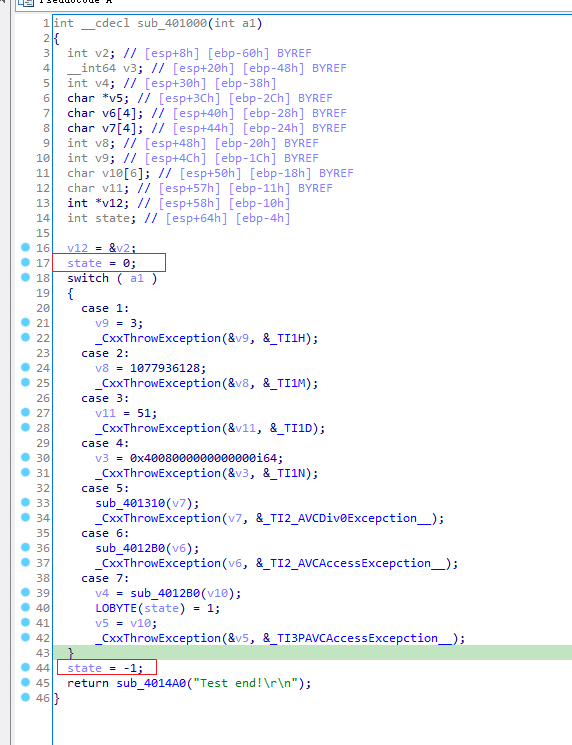 Pseudocode A
1 int __cdecl sub_401000(int a1)
2 {
3 int v2; // [esp+8h] [ebp-60h] BYREF
4 __int64 v3; // [esp+20h] [ebp-48h] BYREF
5 int v4; // [esp+30h] [ebp-38h]
6 char *v5; // [esp+3Ch] [ebp-2Ch] BYREF
7 char v6[4]; // [esp+40h] [ebp-28h] BYREF
8 char v7[4]; // [esp+44h] [ebp-24h] BYREF
9 int v8; // [esp+48h] [ebp-20h] BYREF
10 int v9; // [esp+4Ch] [ebp-1Ch] BYREF
11 char v10[6]; // [esp+50h] [ebp-18h] BYREF
12 char v11; // [esp+57h] [ebp-11h] BYREF
13 int *v12; // [esp+58h] [ebp-10h]
14 int state; // [esp+64h] [ebp-4h]
15
16 v12 = &v2;
17 state = 0;
18 switch ( a1 )
19 {
20 case 1:
21 v9 = 3;
22 _CxxThrowException(&v9, &_TI1H);
23 case 2:
24 v8 = 1077936128;
25 _CxxThrowException(&v8, &_TI1M);
26 case 3:
27 v11 = 51;
28 _CxxThrowException(&v11, &_TI1D);
29 case 4:
30 v3 = 0x4008000000000000i64;
31 _CxxThrowException(&v3, &_TI1N);
32 case 5:
33 sub_401310(v7);
34 _CxxThrowException(v7, &_TI2_AVCDiv0Excepction__);
35 case 6:
36 sub_4012B0(v6);
37 _CxxThrowException(v6, &_TI2_AVCAccessExcepction__);
38 case 7:
39 v4 = sub_4012B0(v10);
40 LOBYTE(state) = 1;
41 v5 = v10;
42 _CxxThrowException(&v5, &_TI3PAVCAccessExcepction__);
43 }
44 state = -1;
45 return sub_4014A0("Test end!\r\n");
46 }